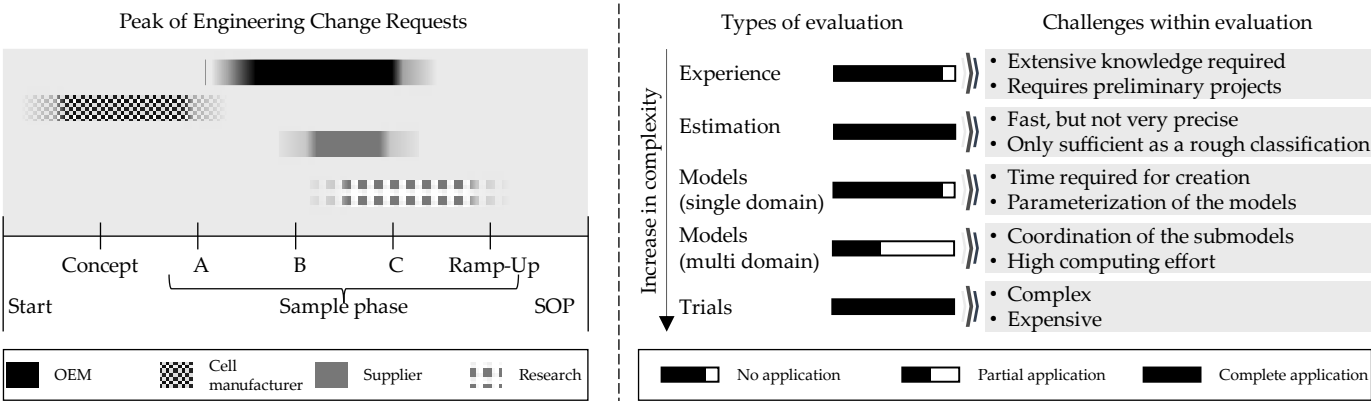 Peak of Engineering Change Requests
Concept
A
B
C
Ramp-Up
Start
Sample phase
SOP
OEM
Cell
manufacturer
Supplier
Research
Types of evaluation
Challenges within evaluation
Increase in complexity
Experience
• Extensive knowledge required
• Requires preliminary projects
Estimation
• Fast, but not very precise
• Only sufficient as a rough classification
Models
(single domain)
• Time required for creation
• Parameterization of the models
Models
(multi domain)
• Coordination of the submodels
• High computing effort
Trials
• Complex
• Expensive
No application
Partial application
Complete application